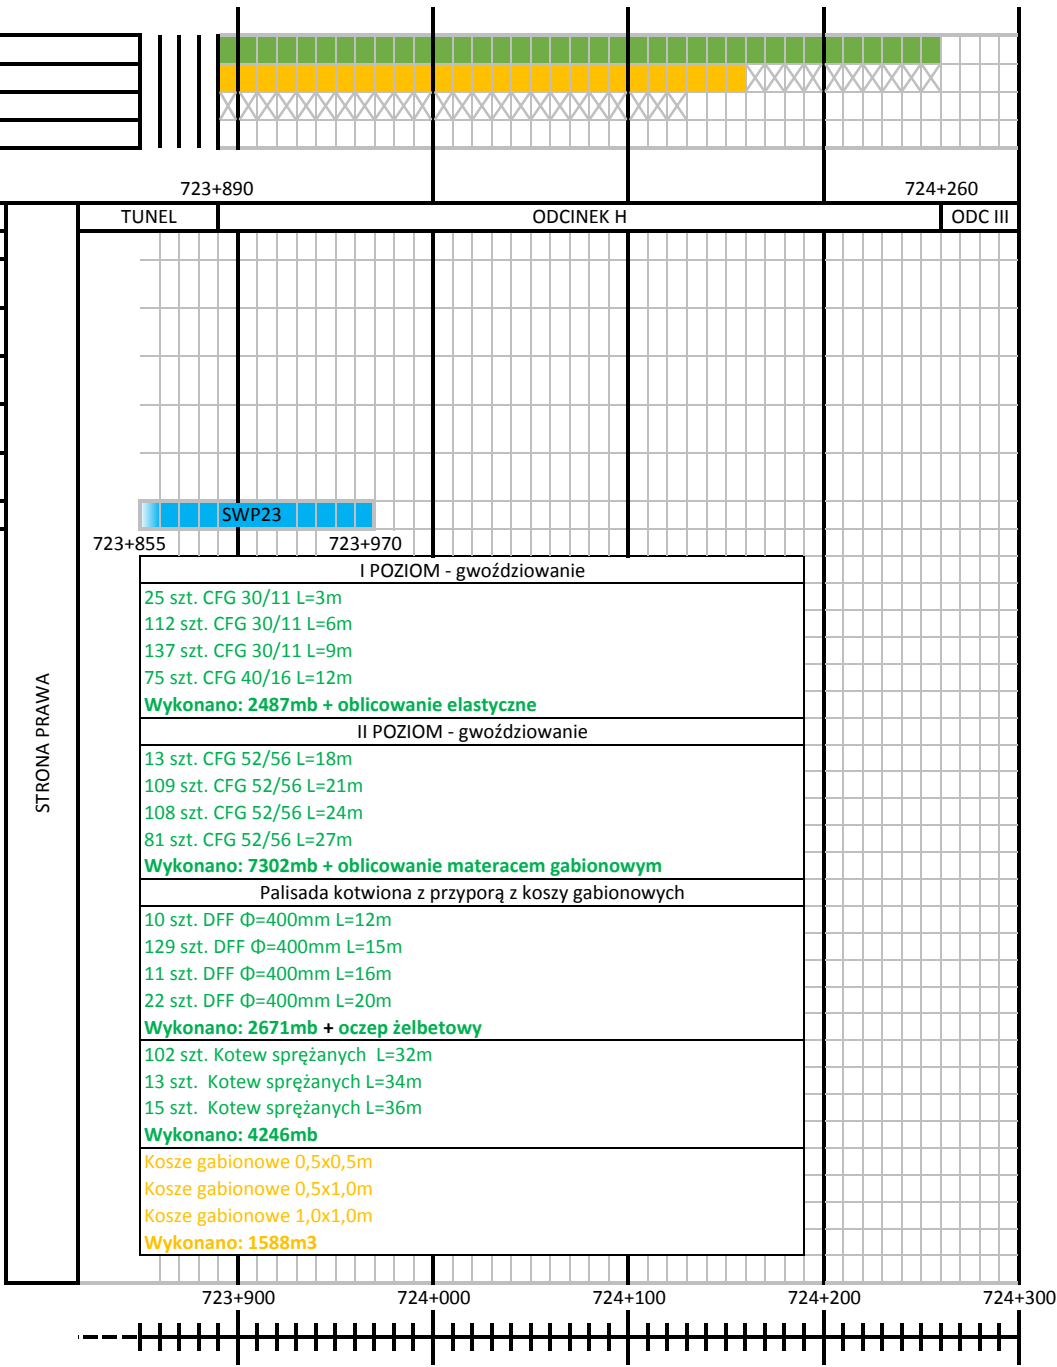 723+890 724+260
TUNEL ODCINEK H ODC III
SWP23
723+855 723+970
STRONA PRAWA
I POZIOM - gwoździowanie
25 szt. CFG 30/11 L=3m
112 szt. CFG 30/11 L=6m
137 szt. CFG 30/11 L=9m
75 szt. CFG 40/16 L=12m
Wykonano: 2487mb + oblicowanie elastyczne
II POZIOM - gwoździowanie
13 szt. CFG 52/56 L=18m
109 szt. CFG 52/56 L=21m
108 szt. CFG 52/56 L=24m
81 szt. CFG 52/56 L=27m
Wykonano: 7302mb + oblicowanie materacem gabionowym
Palisada kotwiona z przyporą z koszy gabionowych
10 szt. DFF Φ=400mm L=12m
129 szt. DFF Φ=400mm L=15m
11 szt. DFF Φ=400mm L=16m
22 szt. DFF Φ=400mm L=20m
Wykonano: 2671mb + oczep żelbetowy
102 szt. Kotew sprężanych L=32m
13 szt. Kotew sprężanych L=34m
15 szt. Kotew sprężanych L=36m
Wykonano: 4246mb
Kosze gabionowe 0,5x0,5m
Kosze gabionowe 0,5x1,0m
Kosze gabionowe 1,0x1,0m
Wykonano: 1588m3
723+900 724+000 724+100 724+200 724+300